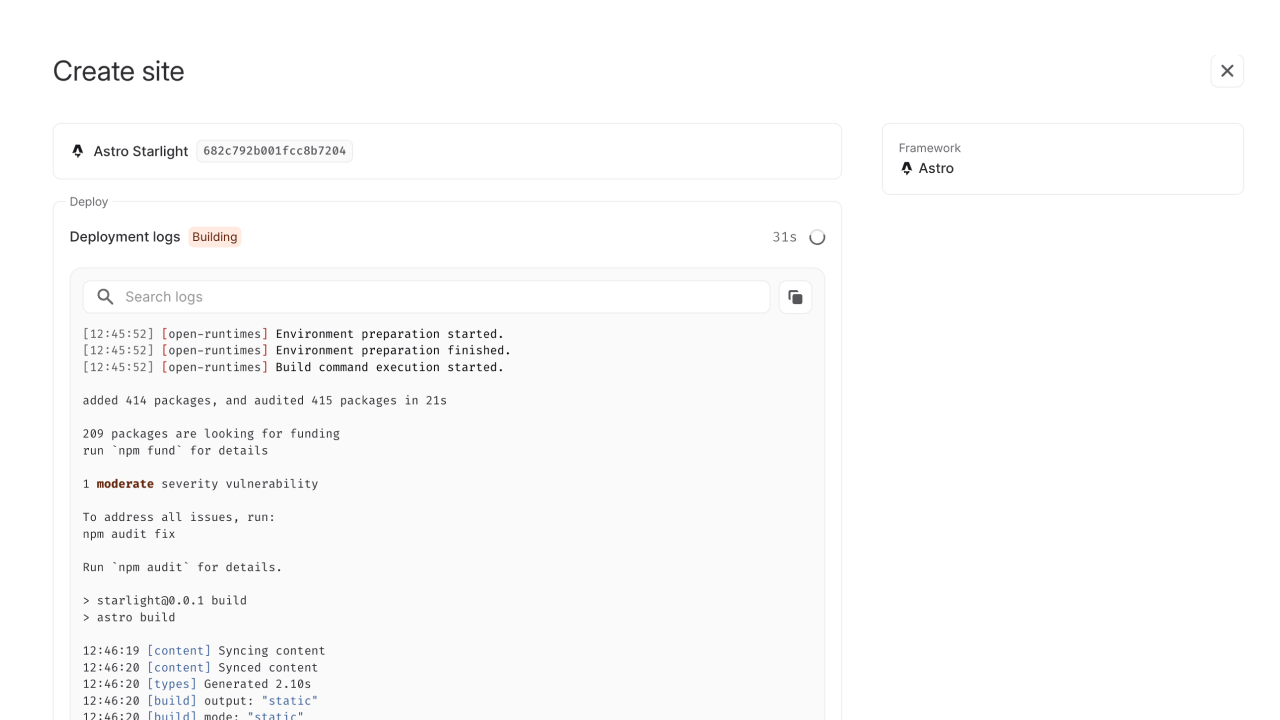 Create site
Astro Starlight 682c792b001fcc8b7204
Framework
Astro
Deploy
Deployment logs Building 31s
Search logs
[12:45:52] [open-runtimes] Environment preparation started.
[12:45:52] [open-runtimes] Environment preparation finished.
[12:45:52] [open-runtimes] Build command execution started.
added 414 packages, and audited 415 packages in 21s
209 packages are looking for funding
run `npm fund` for details
1 moderate severity vulnerability
To address all issues, run:
npm audit fix
Run `npm audit` for details.
> starlight@0.0.1 build
> astro build
12:46:19 [content] Syncing content
12:46:20 [content] Synced content
12:46:20 [types] Generated 2.10s
12:46:20 [build] output: "static"
12:46:20 [build] mode: "static"